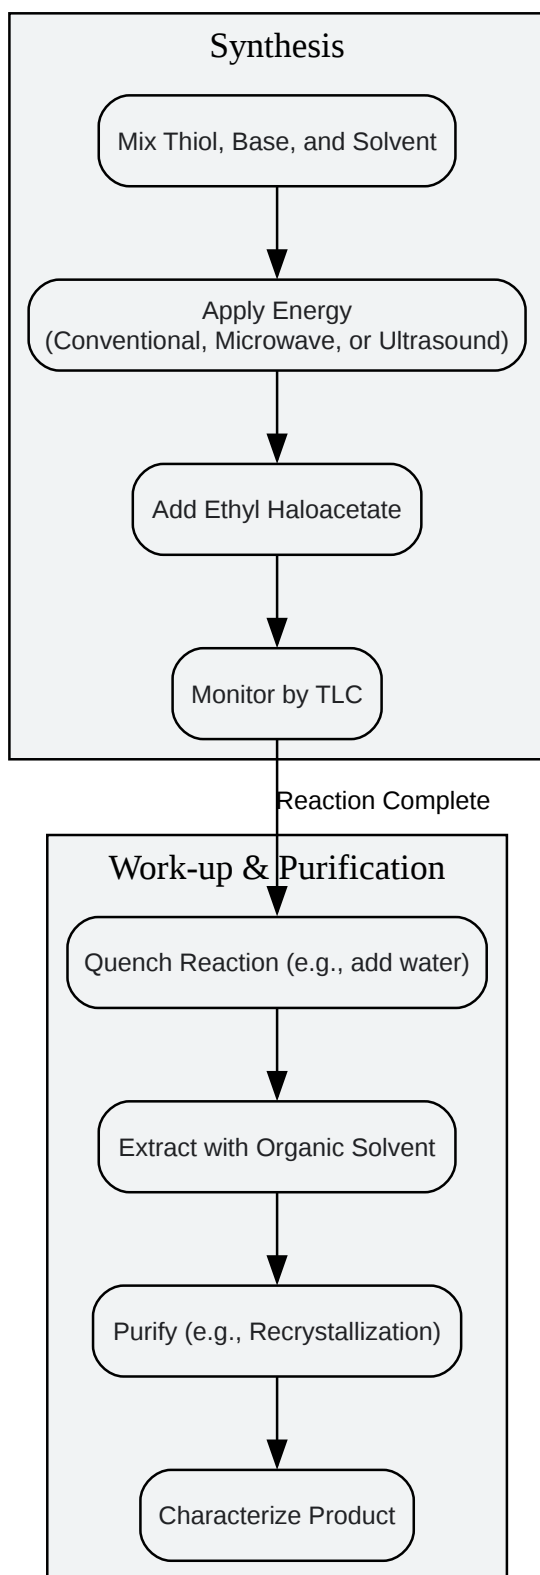 Synthesis
Mix Thiol, Base, and Solvent
Apply Energy
(Conventional, Microwave, or Ultrasound)
Add Ethyl Haloacetate
Monitor by TLC
Reaction Complete
Work-up & Purification
Quench Reaction (e.g., add water)
Extract with Organic Solvent
Purify (e.g., Recrystallization)
Characterize Product